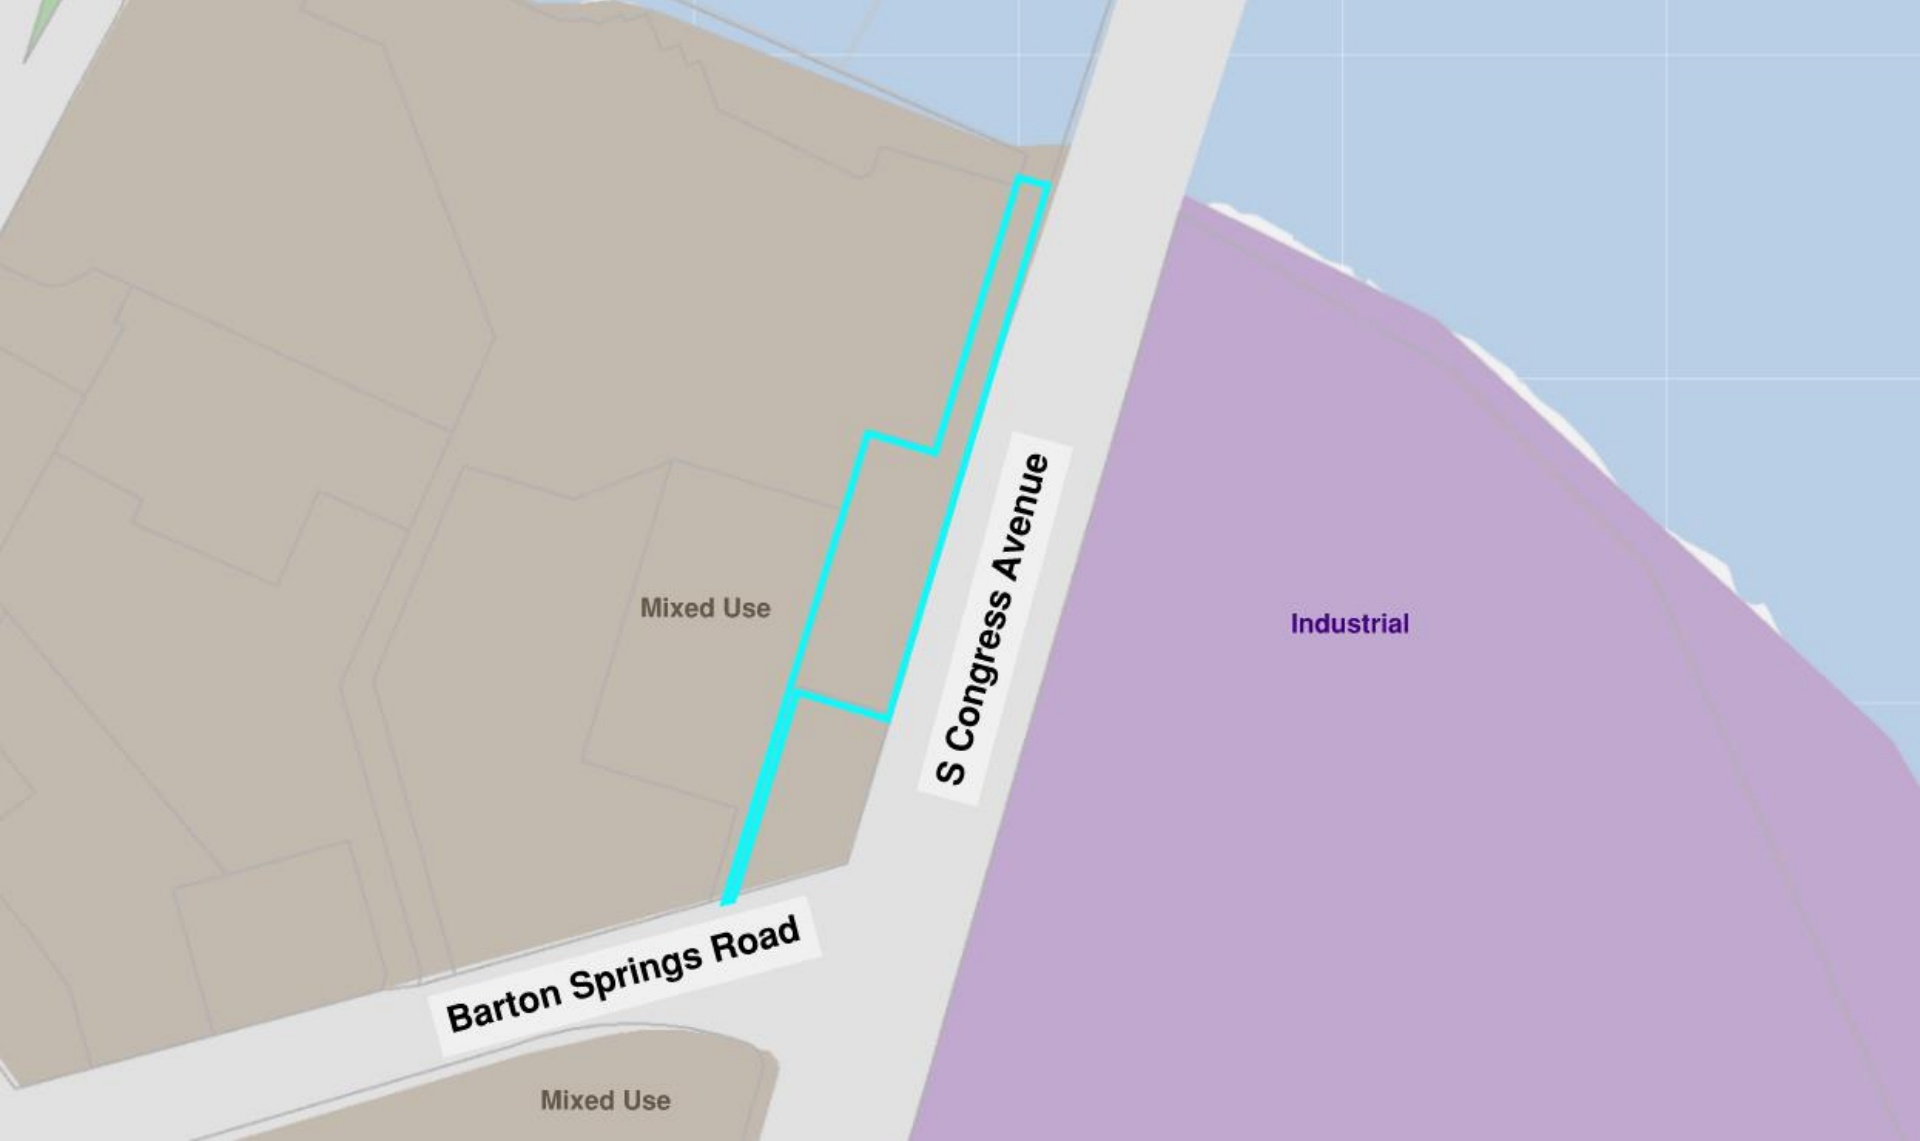 S Congress Avenue
Mixed Use
Industrial
Barton Springs Road
Mixed Use